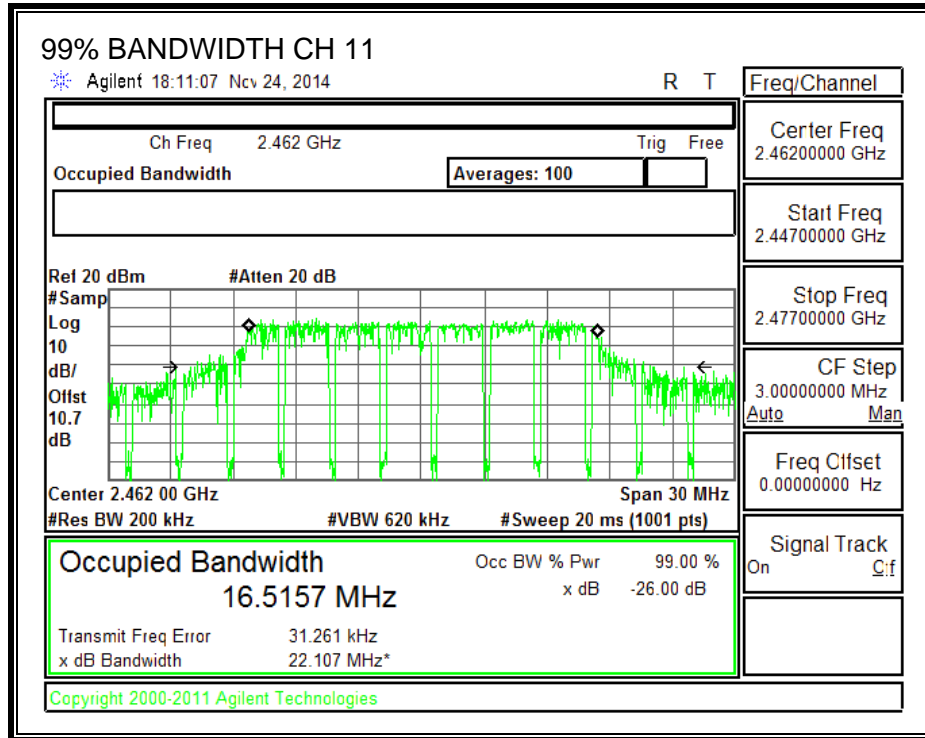 99% BANDWIDTH CH 11
Agilent 18:11:07 Nov 24, 2014 R T
Freq/Channel
Ch Freq 2.462 GHz Trig Free
Occupied Bandwidth Averages: 100
Center Freq
2.46200000 GHz
Start Freq
2.44700000 GHz
Stop Freq
2.47700000 GHz
CF Step
3.00000000 MHz
Auto Man
Freq Offset
0.00000000 Hz
Signal Track
On Off
Ref 20 dBm #Atten 20 dB
#Samp
Log
10
dB/
Offst
10.7
dB
Center 2.462 00 GHz Span 30 MHz
#Res BW 200 kHz #VBW 620 kHz #Sweep 20 ms (1001 pts)
Occupied Bandwidth
16.5157 MHz
Occ BW % Pwr 99.00 %
x dB -26.00 dB
Transmit Freq Error 31.261 kHz
x dB Bandwidth 22.107 MHz*
Copyright 2000-2011 Agilent Technologies